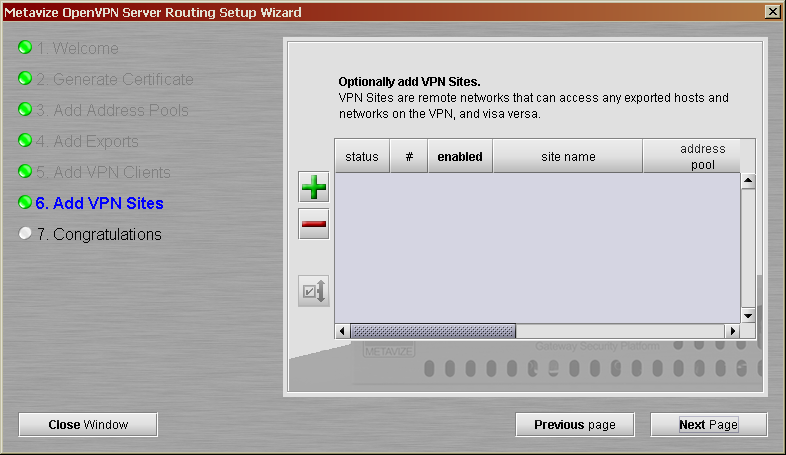 Metavize OpenVPN Server Routing Setup Wizard
1. Welcome
2. Generate Certificate
3. Add Address Pools
4. Add Exports
5. Add VPN Clients
6. Add VPN Sites
7. Congratulations
Optionally add VPN Sites.
VPN Sites are remote networks that can access any exported hosts and
networks on the VPN, and visa versa.
status # enabled site name address
pool
METAVIZE
Gateway Security Platform
Close Window
Previous page
Next Page